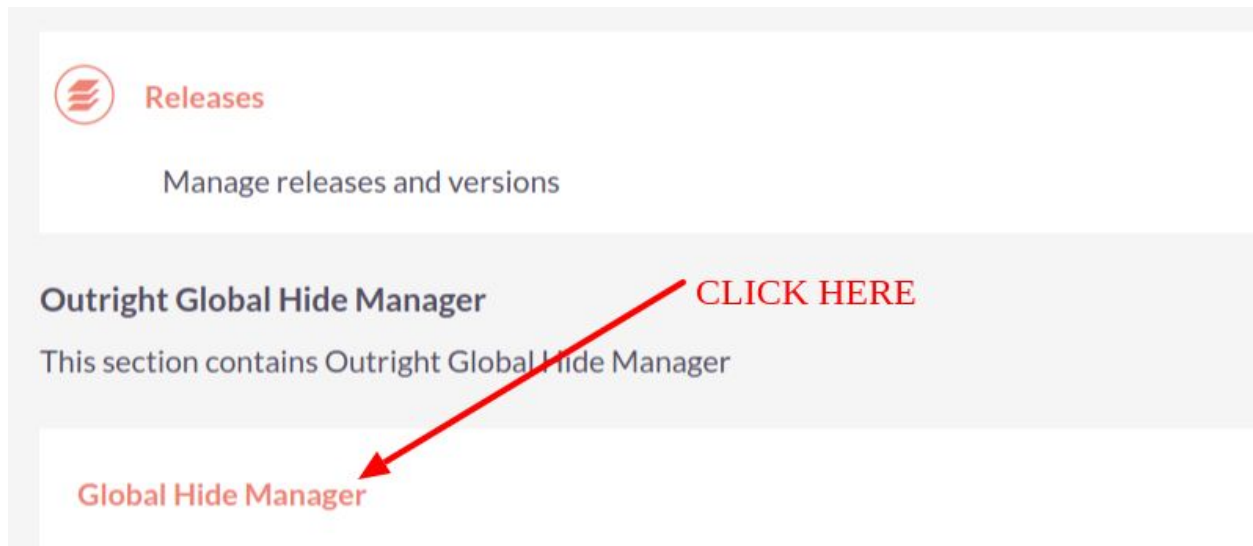 Releases
Manage releases and versions
Outright Global Hide Manager
CLICK HERE
This section contains Outright Global Hide Manager
Global Hide Manager